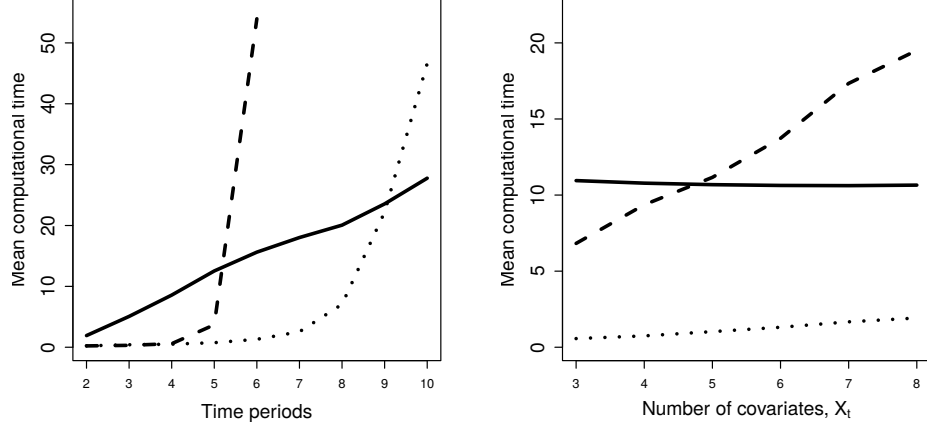 Mean computational time
50
40
30
20
10
0
2 3 4 5 6 7 8 9 10
Time periods
Mean computational time
20
15
10
5
0
3 4 5 6 7 8
Number of covariates, Xt